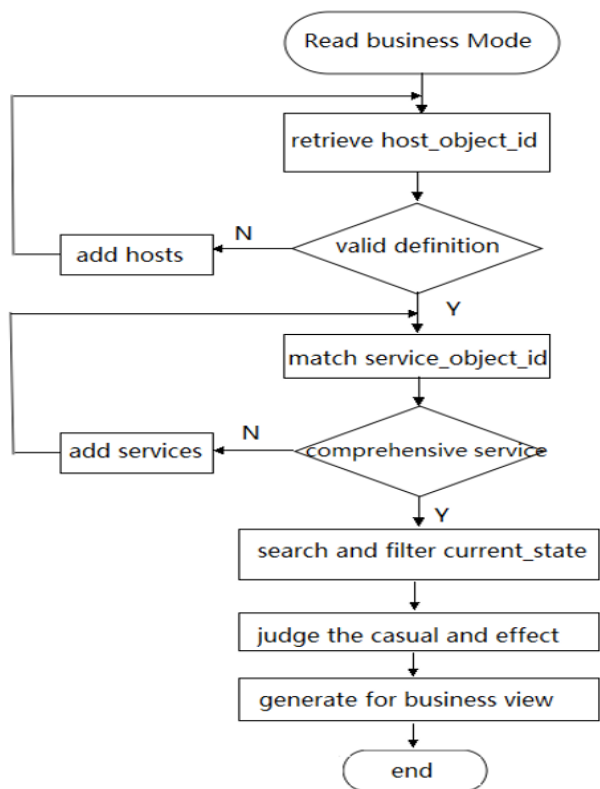 Read business Mode
retrieve host_object_id
valid definition
N
add hosts
Y
match service_object_id
comprehensive service
N
add services
Y
search and filter current_state
judge the casual and effect
generate for business view
end